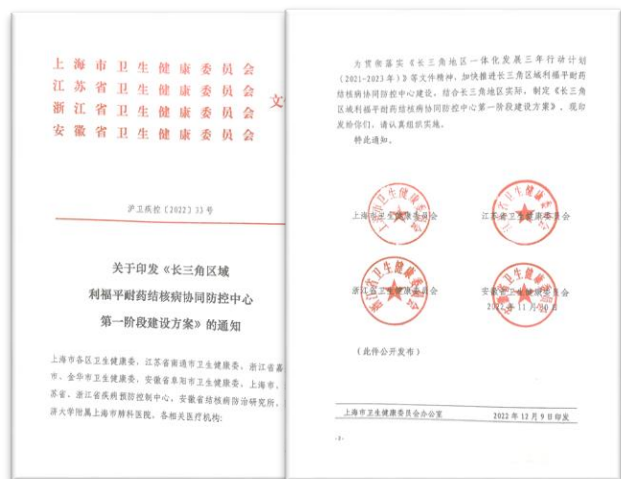 上海市卫生健康委员会
江苏省卫生健康委员会
浙江省卫生健康委员会
安徽省卫生健康委员会
文
沪卫疾控〔2022〕33号
关于印发《长三角区域
利福平耐药结核病协同防控中心
第一阶段建设方案》的通知
上海市各区卫生健康委、江苏省南通市卫生健康委、浙江省嘉
市、金华市卫生健康委、安徽省阜阳市卫生健康委，上海市、
苏省、浙江省疾病预防控制中心、安徽省结核病防治研究所、
济大学附属上海市肺科医院，各相关医疗机构:
为贯彻落实《长三角地区一体化发展三年行动计划
(2021-2023年)》等文件精神，加快推进长三角区域利福平耐药
结核病协同防控中心建设，结合长三角地区实际，制定《长三角
区域利福平耐药结核病协同防控中心第一阶段建设方案》。现印
发给你们，请认真组织实施。
特此通知。
上海市卫生健康委员会
江苏省卫生健康委员会
浙江省卫生健康委员会
安徽省卫生健康委员会
(此件公开发布)
上海市卫生健康委员会办公室
2022年12月9日印发
-2-